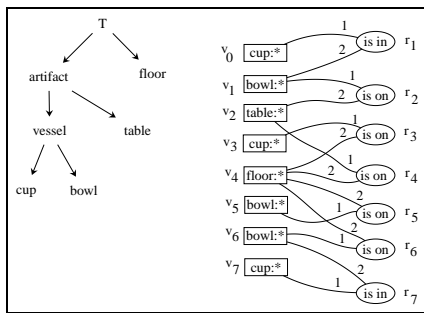 T
artifact floor
vessel table
cup bowl
v0 cup:* 1 is in r1
v1 bowl:* 2 1 is on r2
v2 table:* 2 1 is on r3
v3 cup:* 2
v4 floor:* 1 2 is on r4
v5 bowl:* 2 1 is on r5
v6 bowl:* 2 1 is on r6
v7 cup:* 2 1 is in r7